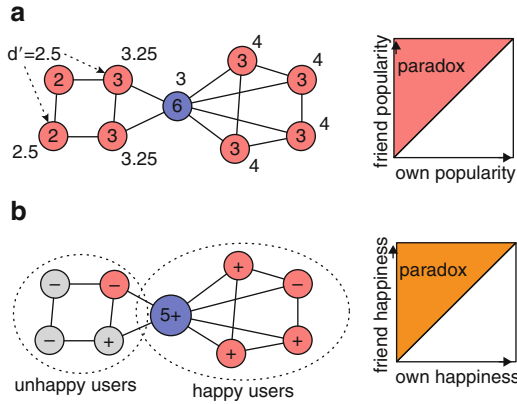 a
d′=2.5
3.25
3
4
4
2
3
6
3
3
2
3
3
3
2.5
3.25
4
4
friend popularity
paradox
own popularity
b
−
−
5+
+
−
−
+
+
+
unhappy users
happy users
friend happiness
paradox
own happiness